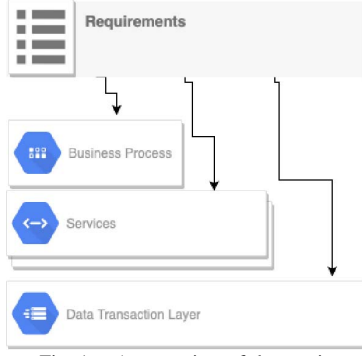 Requirements
Business Process
Services
Data Transaction Layer